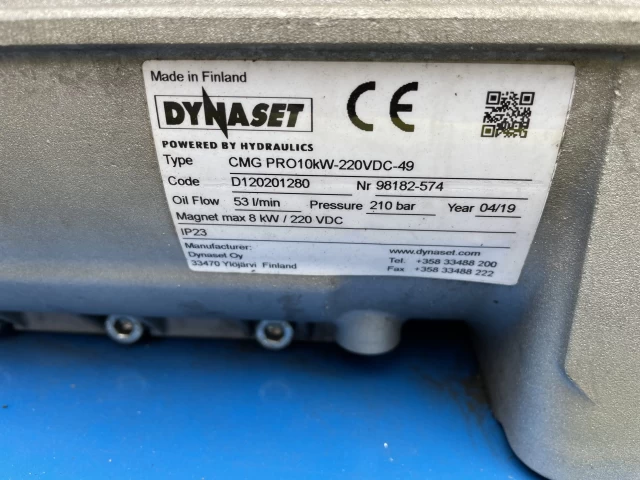 Made in Finland
DYNASET
CE
POWERED BY HYDRAULICS
Type CMG PRO10kW-220VDC-49
Code D120201280 Nr 98182-574
Oil Flow 53 l/min Pressure 210 bar Year 04/19
Magnet max 8 kW / 220 VDC
IP23
Manufacturer: www.dynaset.com
Dynaset Oy Tel. +358 33488 200
33470 Ylöjärvi Finland Fax +358 33488 222